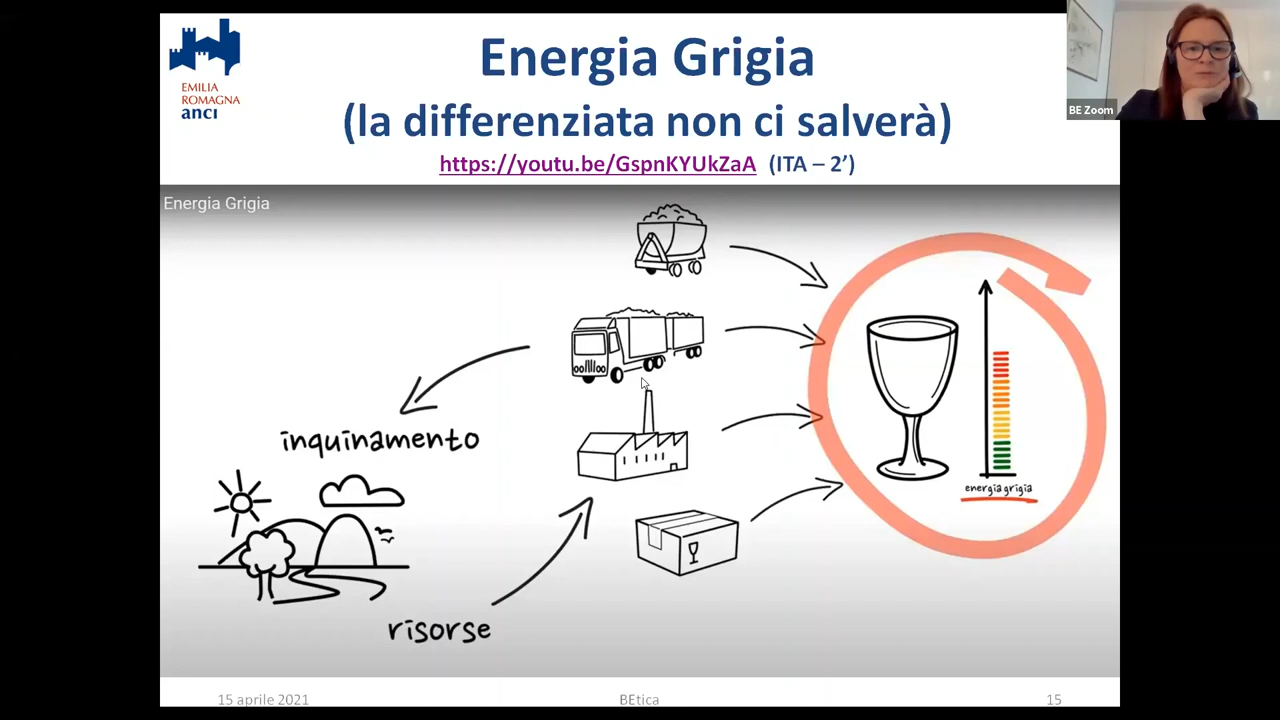 EMILIA
ROMAGNA
anci
Energia Grigia
(la differenziata non ci salverà)
https://youtu.be/GspnKYUkZaA (ITA – 2’)
BE Zoom
Energia Grigia
inquinamento
energia grigia
risorse
15 aprile 2021
BEtica
15